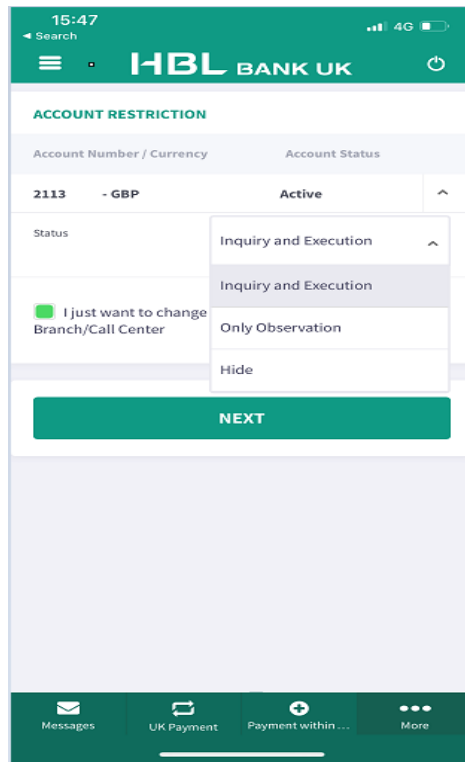 15:47
4G
Search
HBL BANK UK
ACCOUNT RESTRICTION
Account Number / Currency Account Status
2113 - GBP Active
Status
Inquiry and Execution
Inquiry and Execution
I just want to change
Branch/Call Center
Only Observation
Hide
NEXT
Messages
UK Payment
Payment within ...
More